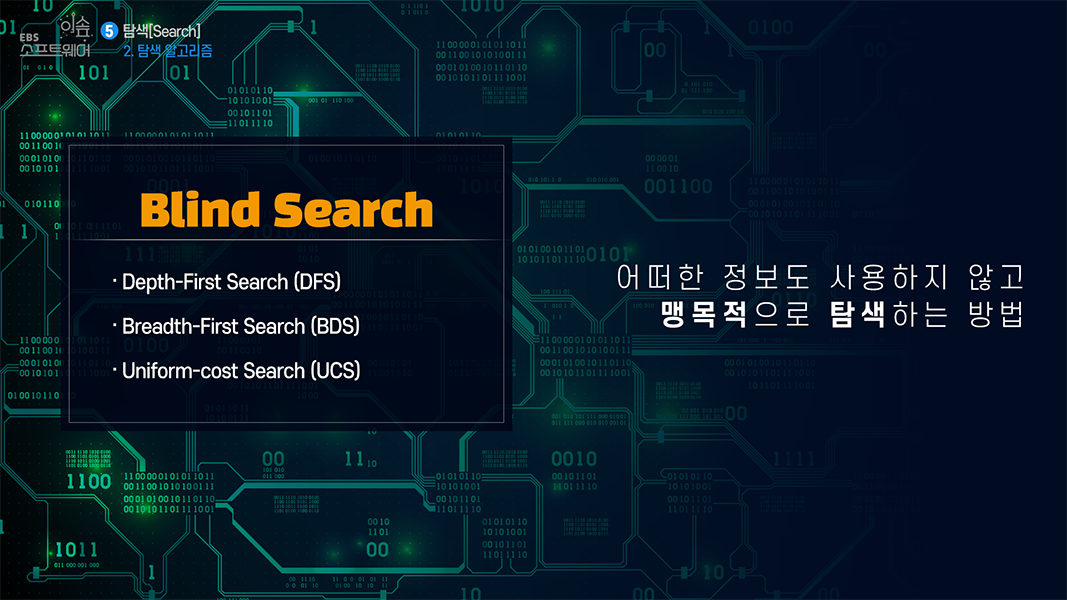 이솦
EBS
소프트웨어
5 탐색[Search]
2. 탐색 알고리즘
Blind Search
· Depth-First Search (DFS)
· Breadth-First Search (BDS)
· Uniform-cost Search (UCS)
어떠한 정보도 사용하지 않고
맹목적으로 탐색하는 방법